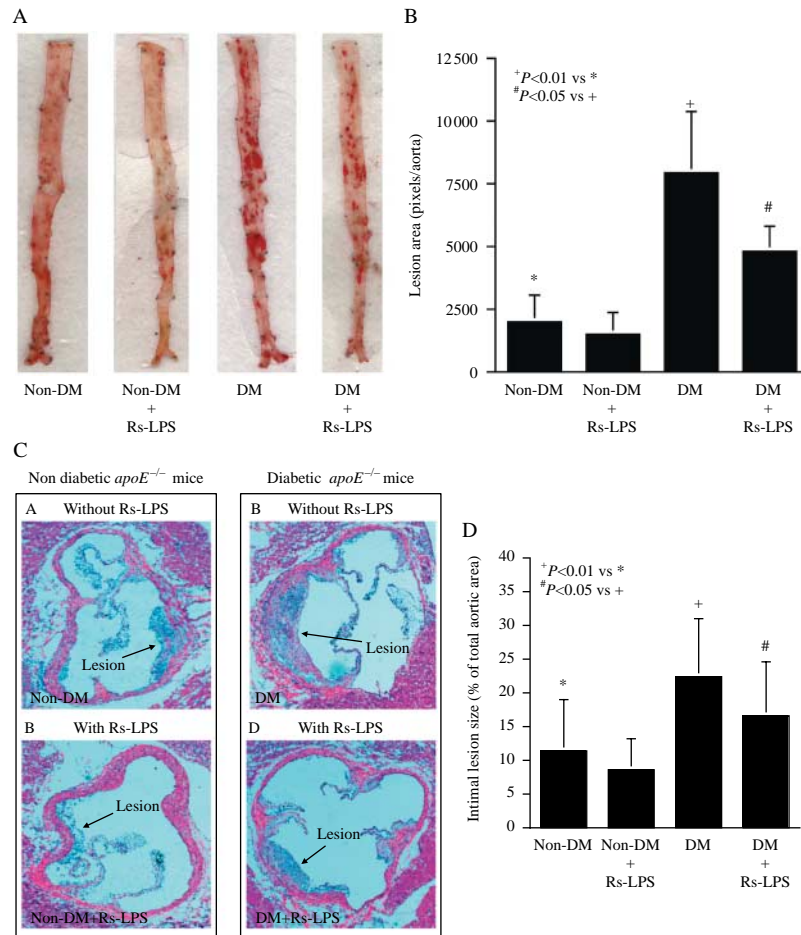 A
Non-DM
Non-DM
+
Rs-LPS
DM
DM
+
Rs-LPS
B
Lesion area (pixels/aorta)
12 500
10 000
7500
5000
2500
0
+P<0.01 vs *
#P<0.05 vs +
*
+
#
Non-DM
Non-DM
+
Rs-LPS
DM
DM
+
Rs-LPS
C
Non diabetic apoE−/− mice
A Without Rs-LPS
Lesion
Non-DM
B With Rs-LPS
Lesion
Non-DM+Rs-LPS
Diabetic apoE−/− mice
B Without Rs-LPS
Lesion
DM
D With Rs-LPS
Lesion
DM+Rs-LPS
D
Intimal lesion size (% of total aortic area)
40
35
30
25
20
15
10
5
0
+P<0.01 vs *
#P<0.05 vs +
*
+
#
Non-DM
Non-DM
+
Rs-LPS
DM
DM
+
Rs-LPS